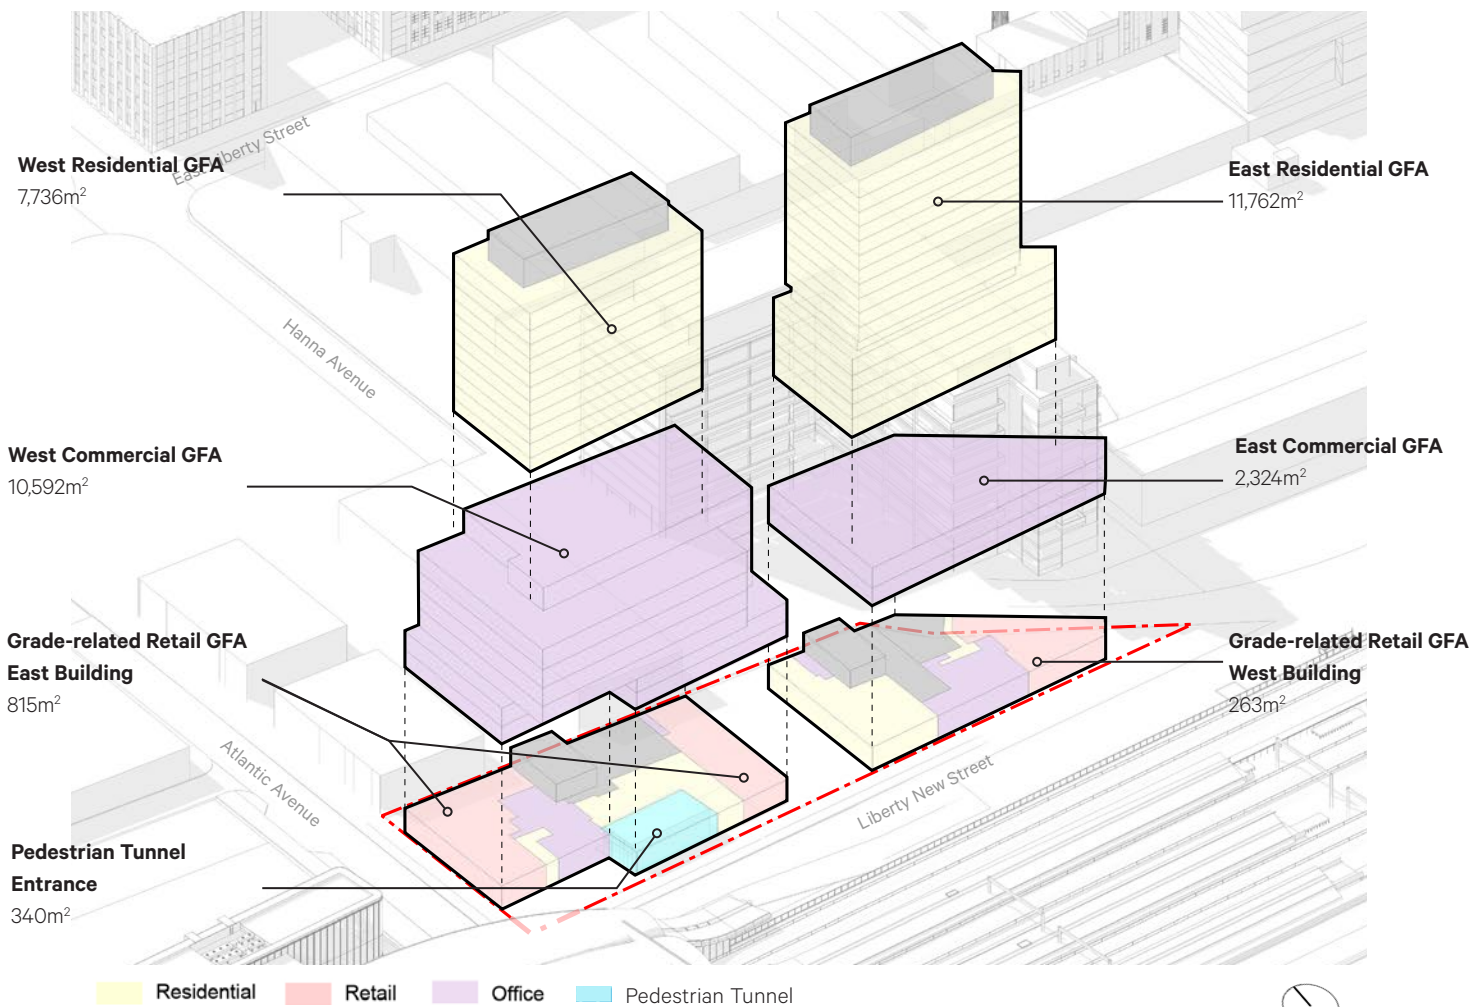 East Liberty Street
West Residential GFA
7,736m²
East Residential GFA
11,762m²
Hanna Avenue
West Commercial GFA
10,592m²
East Commercial GFA
2,324m²
Grade-related Retail GFA
East Building
815m²
Grade-related Retail GFA
West Building
263m²
Atlantic Avenue
Liberty New Street
Pedestrian Tunnel
Entrance
340m²
Residential
Retail
Office
Pedestrian Tunnel